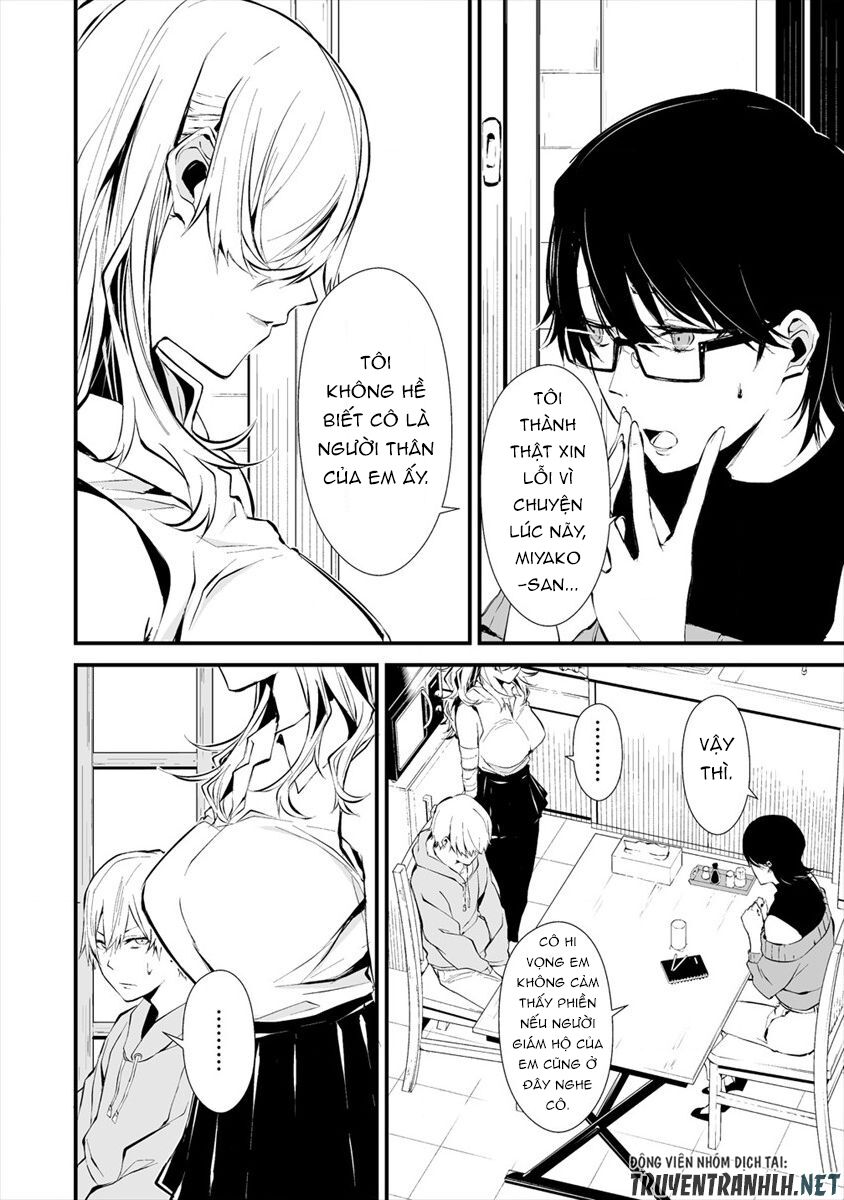 TÔI
THÀNH
THẬT XIN
LỖI VÌ
CHUYỆN
LÚC NÃY,
MIYAKO
-SAN...
TÔI
KHÔNG HỀ
BIẾT CÔ LÀ
NGƯỜI THÂN
CỦA EM ẤY.
VẬY
THÌ.
........
CÔ HI
VỌNG EM
KHÔNG CẢM
THẤY PHIỀN
NẾU NGƯỜI
GIÁM HỘ CỦA
EM CŨNG Ở
ĐÂY NGHE
CÔ.
........
ĐỘNG VIÊN NHÓM DỊCH TẠI:
TRUYENTRANHLH.NET